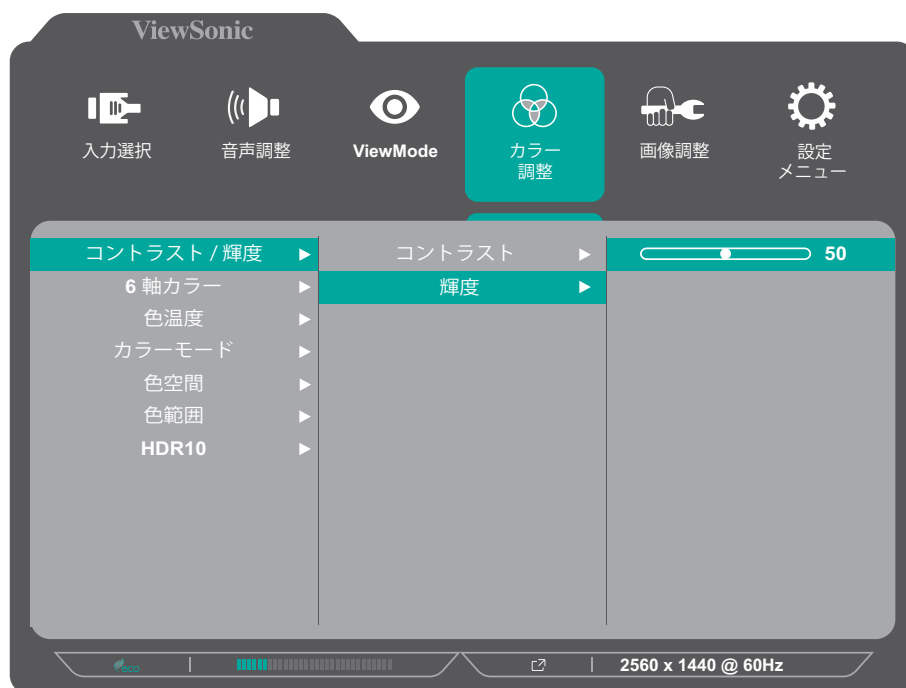 ViewSonic
入力選択
音声調整
ViewMode
カラー
調整
画像調整
設定
メニュー
コントラスト / 輝度
コントラスト
50
6 軸カラー
輝度
色温度
カラーモード
色空間
色範囲
HDR10
eco
2560 x 1440 @ 60Hz